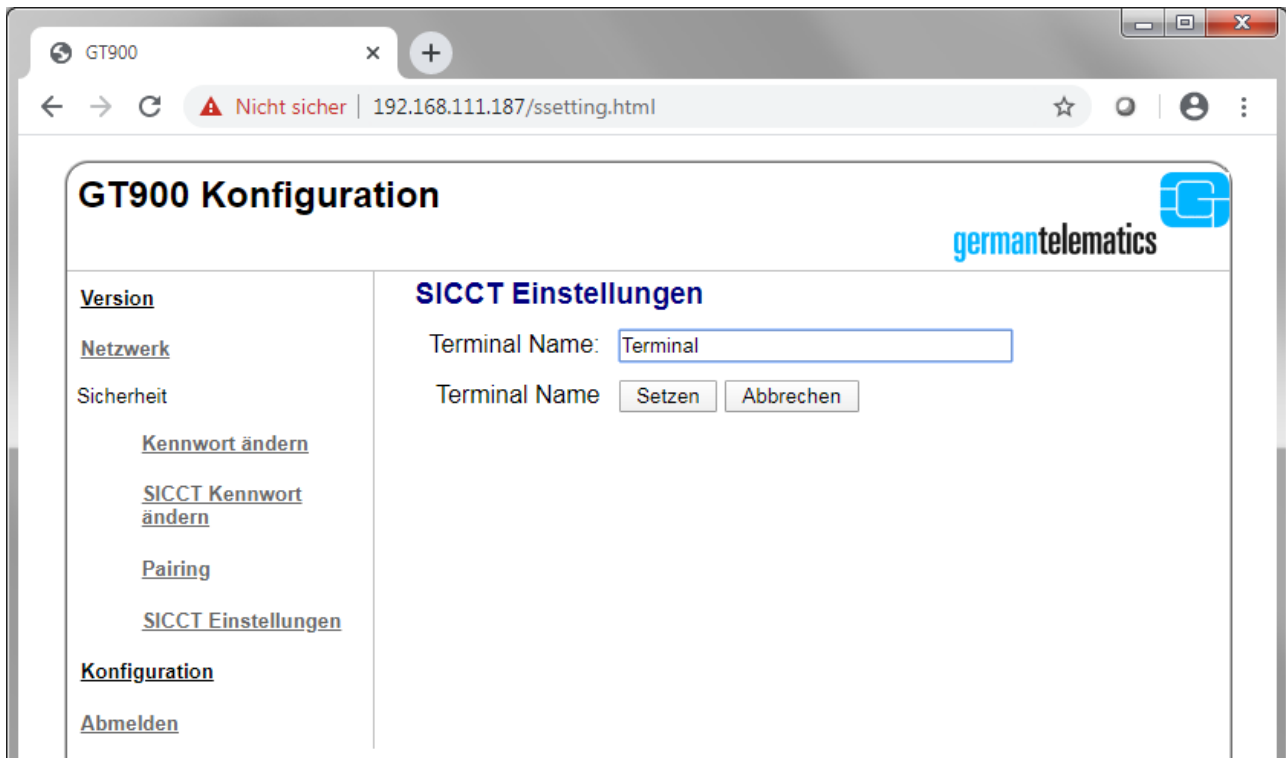 GT900
Nicht sicher | 192.168.111.187/ssetting.html
GT900 Konfiguration
germantelematics
Version
Netzwerk
Sicherheit
Kennwort ändern
SICCT Kennwort
ändern
Pairing
SICCT Einstellungen
Konfiguration
Abmelden
SICCT Einstellungen
Terminal Name: Terminal
Terminal Name Setzen Abbrechen